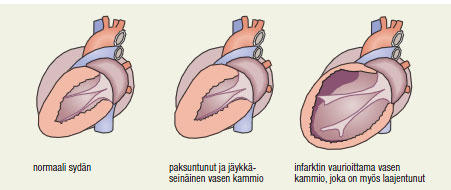 normaali sydän
paksuntunut ja jäykkä-
seinäinen vasen kammio
infarktin vaurioittama vasen
kammio, joka on myös laajentunut